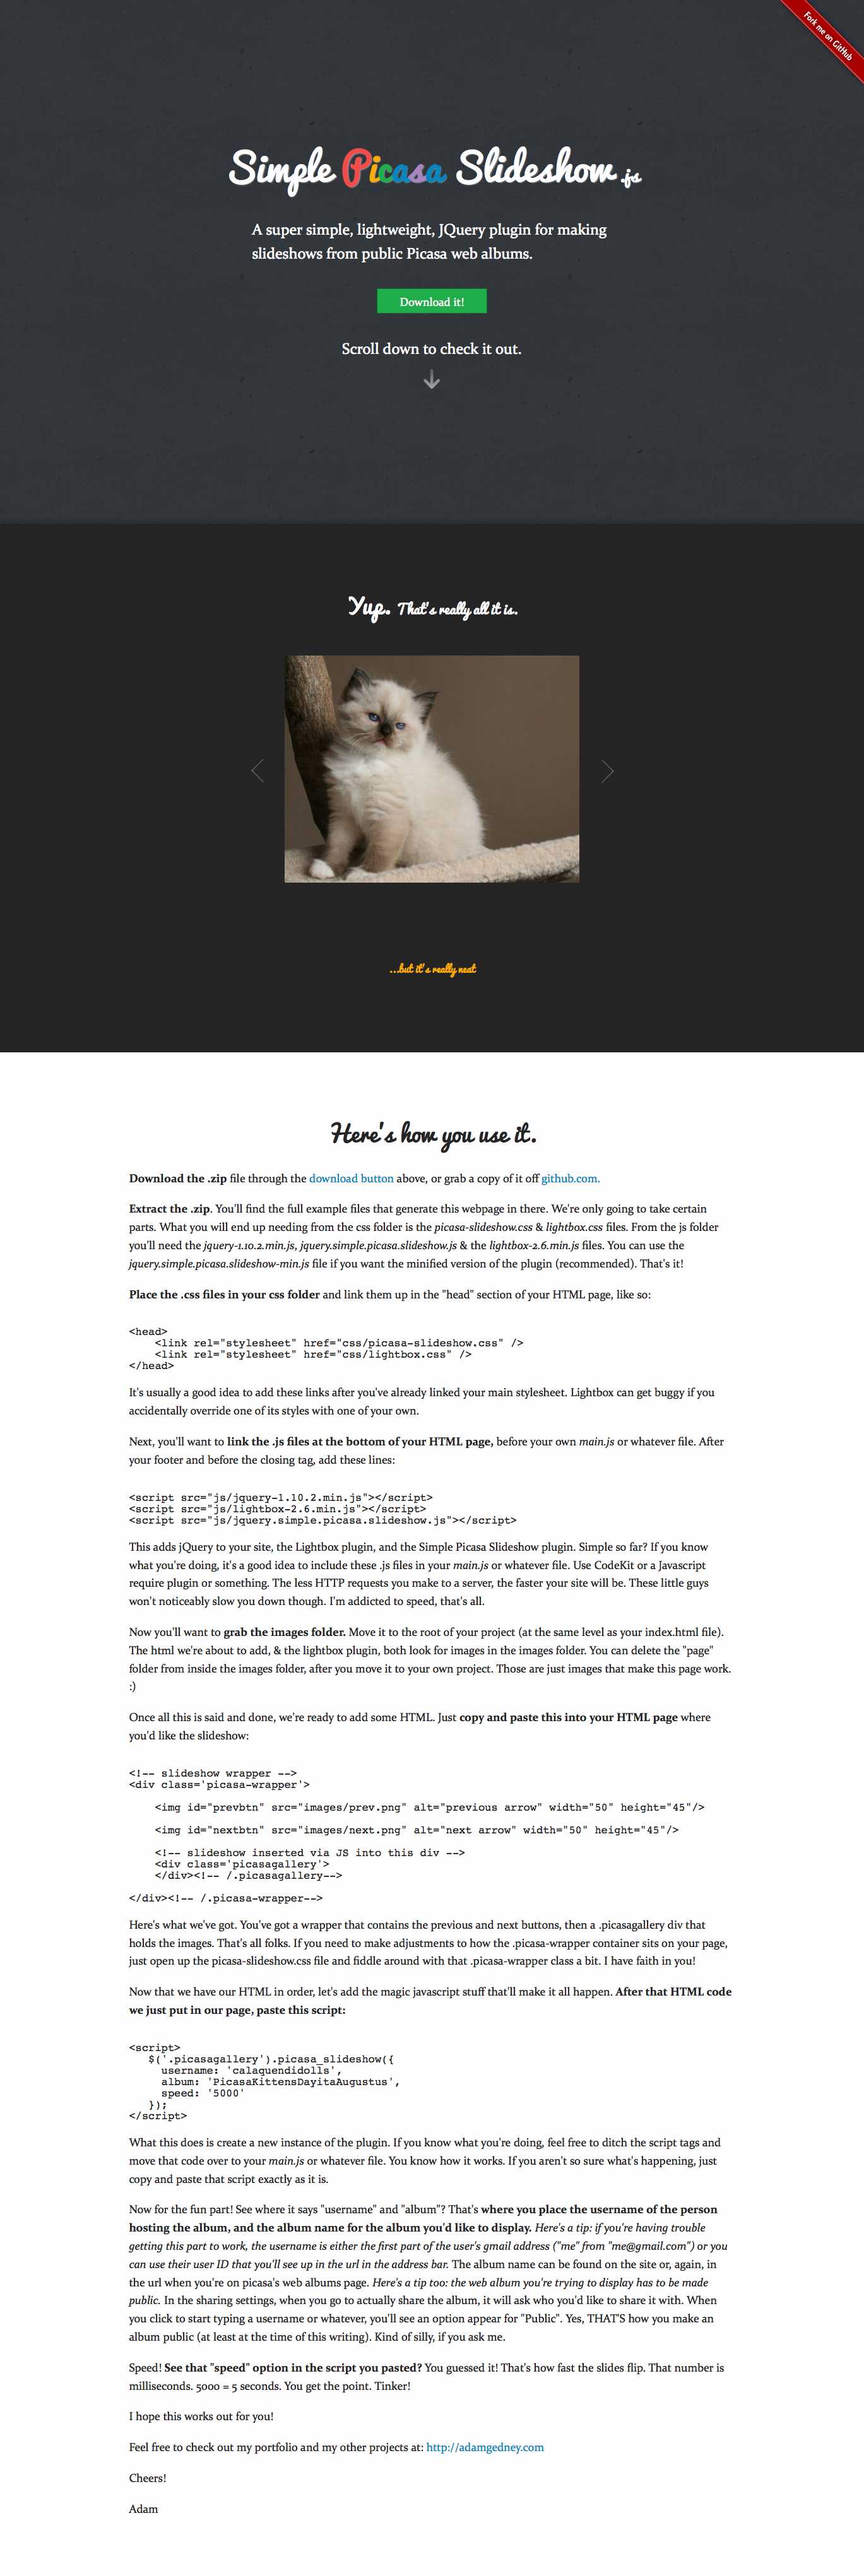 Fork me on GitHub
Simple Picasa Slideshow .js
A super simple, lightweight, JQuery plugin for making
slideshows from public Picasa web albums.
Download it!
Scroll down to check it out.
Yup. That's really all it is.
...but it's really neat
Here's how you use it.
Download the .zip file through the download button above, or grab a copy of it off github.com.
Extract the .zip. You'll find the full example files that generate this webpage in there. We're only going to take certain
parts. What you will end up needing from the css folder is the picasa-slideshow.css & lightbox.css files. From the js folder
you'll need the jquery-1.10.2.min.js, jquery.simple.picasa.slideshow.js & the lightbox-2.6.min.js files. You can use the
jquery.simple.picasa.slideshow-min.js file if you want the minified version of the plugin (recommended). That's it!
Place the .css files in your css folder and link them up in the "head" section of your HTML page, like so:
<head>
<link rel="stylesheet" href="css/picasa-slideshow.css" />
<link rel="stylesheet" href="css/lightbox.css" />
</head>
It's usually a good idea to add these links after you've already linked your main stylesheet. Lightbox can get buggy if you
accidentally override one of its styles with one of your own.
Next, you'll want to link the .js files at the bottom of your HTML page, before your own main.js or whatever file. After
your footer and before the closing tag, add these lines:
<script src="js/jquery-1.10.2.min.js"></script>
<script src="js/lightbox-2.6.min.js"></script>
<script src="js/jquery.simple.picasa.slideshow.js"></script>
This adds jQuery to your site, the Lightbox plugin, and the Simple Picasa Slideshow plugin. Simple so far? If you know
what you're doing, it's a good idea to include these .js files in your main.js or whatever file. Use CodeKit or a Javascript
require plugin or something. The less HTTP requests you make to a server, the faster your site will be. These little guys
won't noticeably slow you down though. I'm addicted to speed, that's all.
Now you'll want to grab the images folder. Move it to the root of your project (at the same level as your index.html file).
The html we're about to add, & the lightbox plugin, both look for images in the images folder. You can delete the "page"
folder from inside the images folder, after you move it to your own project. Those are just images that make this page work.
:)
Once all this is said and done, we're ready to add some HTML. Just copy and paste this into your HTML page where
you'd like the slideshow:
<!-- slideshow wrapper -->
<div class='picasa-wrapper'>
<img id="prevbtn" src="images/prev.png" alt="previous arrow" width="50" height="45"/>
<img id="nextbtn" src="images/next.png" alt="next arrow" width="50" height="45"/>
<!-- slideshow inserted via JS into this div -->
<div class='picasagallery'>
</div><!-- /.picasagallery-->
</div><!-- /.picasa-wrapper-->
Here's what we've got. You've got a wrapper that contains the previous and next buttons, then a .picasagallery div that
holds the images. That's all folks. If you need to make adjustments to how the .picasa-wrapper container sits on your page,
just open up the picasa-slideshow.css file and fiddle around with that .picasa-wrapper class a bit. I have faith in you!
Now that we have our HTML in order, let's add the magic javascript stuff that'll make it all happen. After that HTML code
we just put in our page, paste this script:
<script>
$('.picasagallery').picasa_slideshow({
username: 'calaquendidolls',
album: 'PicasaKittensDayitaAugustus',
speed: '5000'
});
</script>
What this does is create a new instance of the plugin. If you know what you're doing, feel free to ditch the script tags and
move that code over to your main.js or whatever file. You know how it works. If you aren't so sure what's happening, just
copy and paste that script exactly as it is.
Now for the fun part! See where it says "username" and "album"? That's where you place the username of the person
hosting the album, and the album name for the album you'd like to display. Here's a tip: if you're having trouble
getting this part to work, the username is either the first part of the user's gmail address ("me" from "me@gmail.com") or you
can use their user ID that you'll see up in the url in the address bar. The album name can be found on the site or, again, in
the url when you're on picasa's web albums page. Here's a tip too: the web album you're trying to display has to be made
public. In the sharing settings, when you go to actually share the album, it will ask who you'd like to share it with. When
you click to start typing a username or whatever, you'll see an option appear for "Public". Yes, THAT'S how you make an
album public (at least at the time of this writing). Kind of silly, if you ask me.
Speed! See that "speed" option in the script you pasted? You guessed it! That's how fast the slides flip. That number is
milliseconds. 5000 = 5 seconds. You get the point. Tinker!
I hope this works out for you!
Feel free to check out my portfolio and my other projects at: http://adamgedney.com
Cheers!
Adam